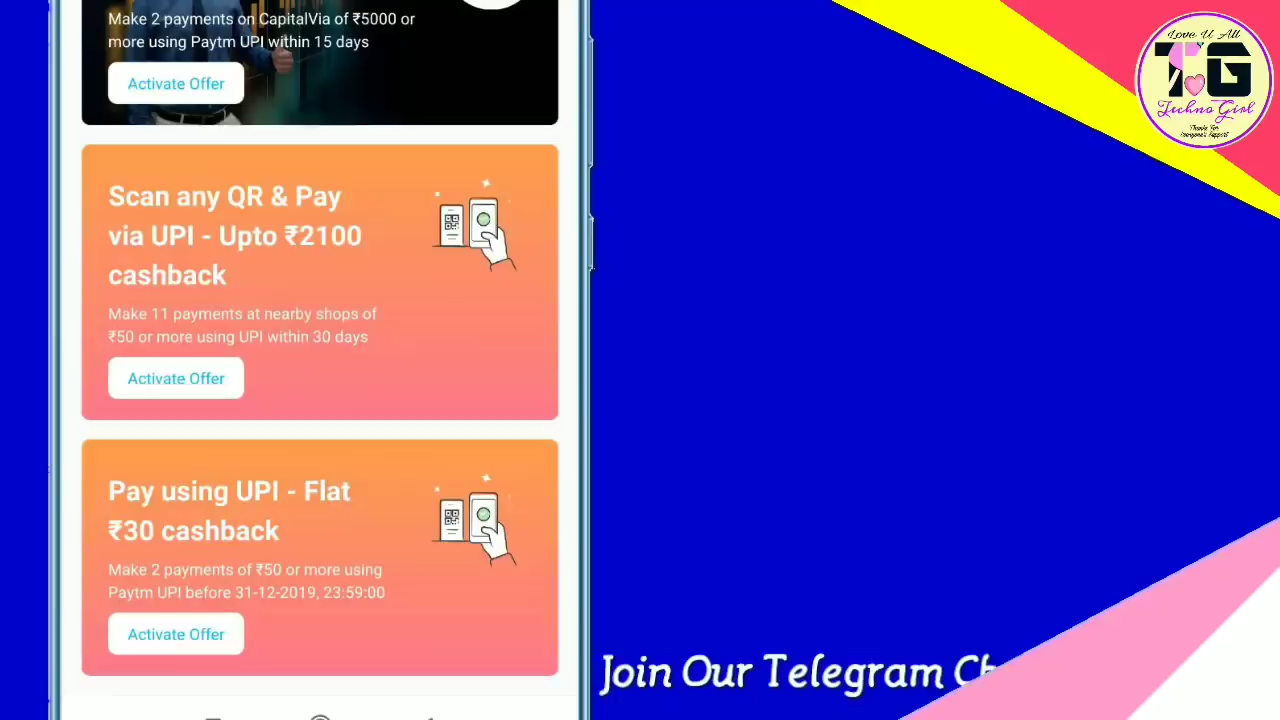 Make 2 payments on CapitalVia of ₹5000 or
more using Paytm UPI within 15 days
Activate Offer
Scan any QR & Pay
via UPI - Upto ₹2100
cashback
Make 11 payments at nearby shops of
₹50 or more using UPI within 30 days
Activate Offer
Pay using UPI - Flat
₹30 cashback
Make 2 payments of ₹50 or more using
Paytm UPI before 31-12-2019, 23:59:00
Activate Offer
Love U All
TG
Techno Girl
Thanks For
Everyone's Support
Join Our Telegram